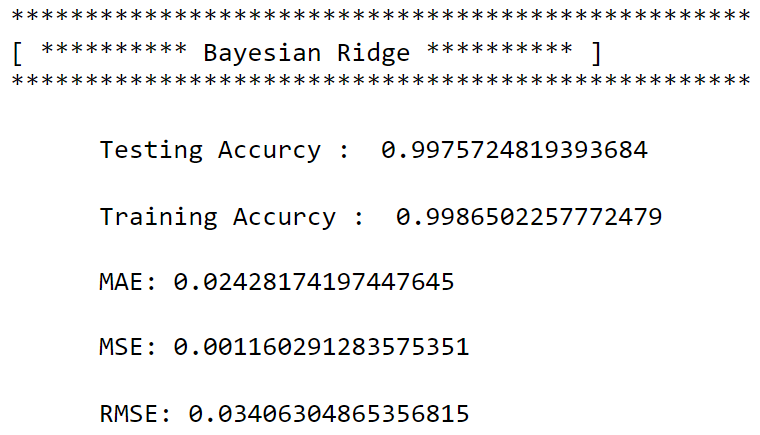 **************************************************
[ ********** Bayesian Ridge ********** ]
**************************************************
Testing Accurcy :  0.9975724819393684
Training Accurcy :  0.9986502257772479
MAE: 0.02428174197447645
MSE: 0.001160291283575351
RMSE: 0.03406304865356815